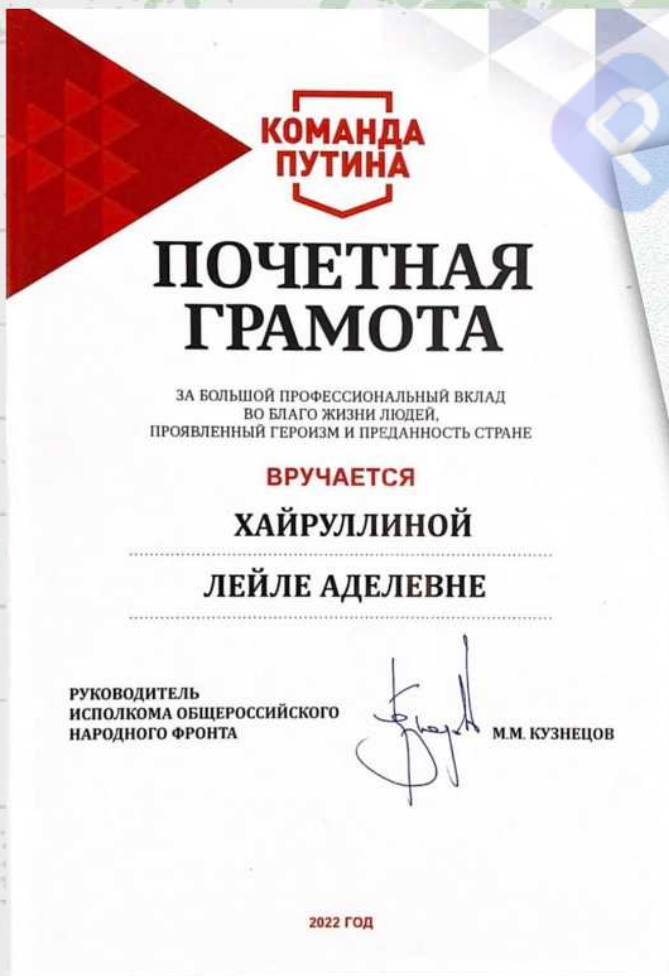 КОМАНДА
ПУТИНА
ПОЧЕТНАЯ
ГРАМОТА
ЗА БОЛЬШОЙ ПРОФЕССИОНАЛЬНЫЙ ВКЛАД
ВО БЛАГО ЖИЗНИ ЛЮДЕЙ,
ПРОЯВЛЕННЫЙ ГЕРОИЗМ И ПРЕДАННОСТЬ СТРАНЕ
ВРУЧАЕТСЯ
ХАЙРУЛЛИНОЙ
ЛЕЙЛЕ АДЕЛЕВНЕ
РУКОВОДИТЕЛЬ
ИСПОЛКОМА ОБЩЕРОССИЙСКОГО
НАРОДНОГО ФРОНТА
М.М. КУЗНЕЦОВ
2022 ГОД